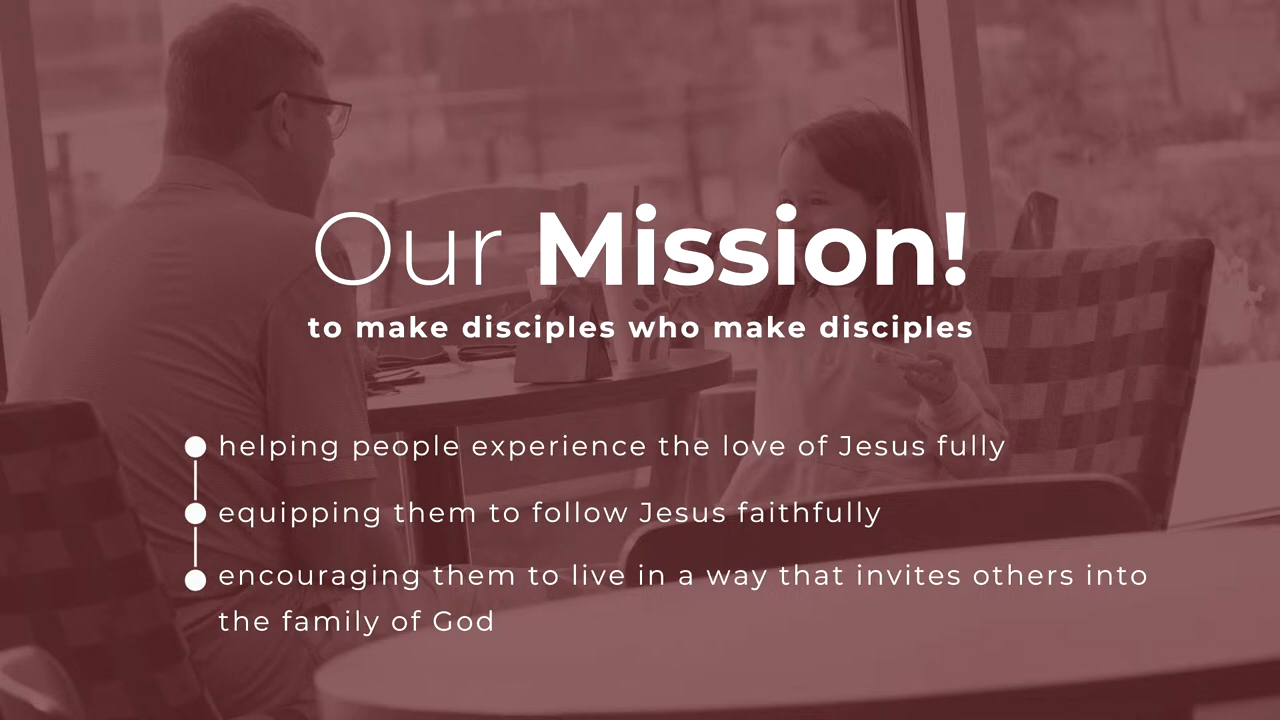 Our Mission!
to make disciples who make disciples
helping people experience the love of Jesus fully
equipping them to follow Jesus faithfully
encouraging them to live in a way that invites others into
the family of God